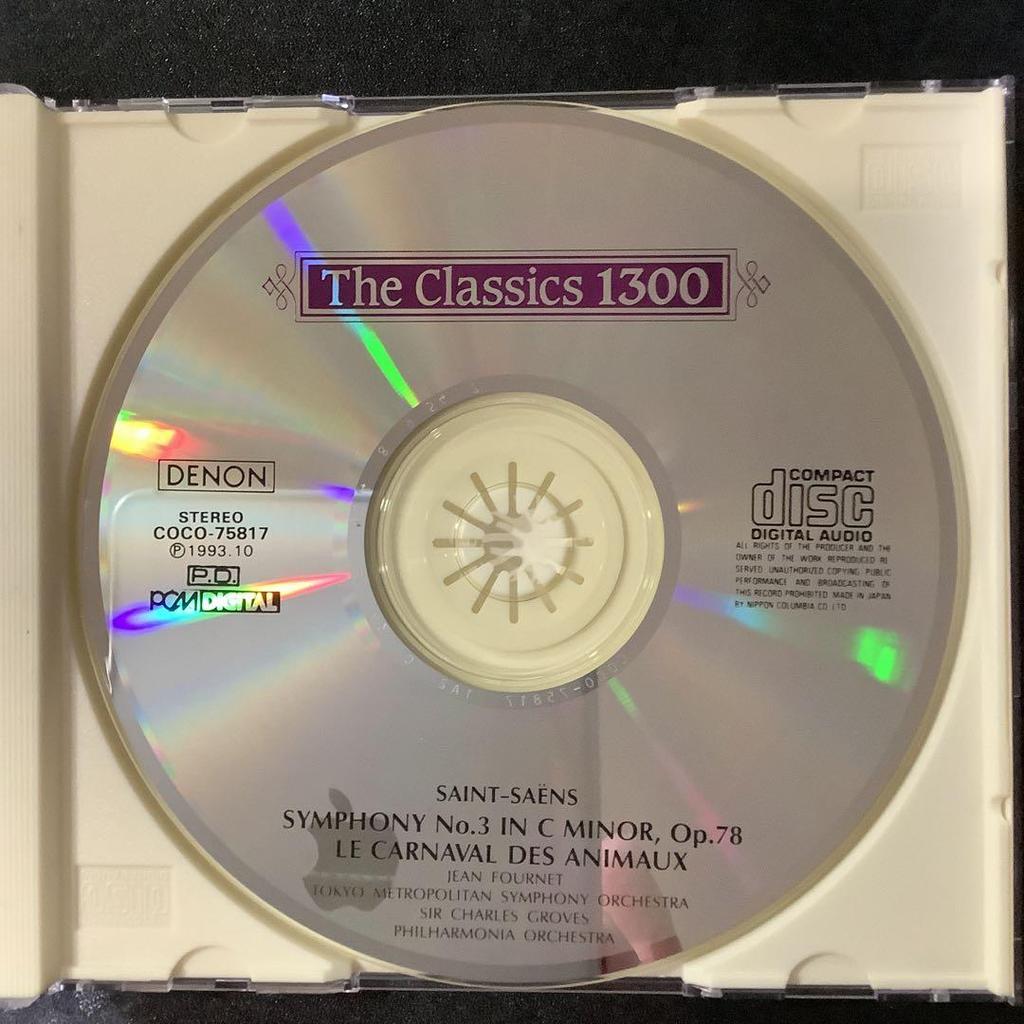 The Classics 1300
DENON
STEREO
COCO-75817
Ⓟ1993.10
P.O.
PCM DIGITAL
COMPACT
disc
DIGITAL AUDIO
ALL RIGHTS OF THE PRODUCER AND THE
OWNER OF THE WORK REPRODUCED RE
SERVED UNAUTHORIZED COPYING PUBLIC
PERFORMANCE AND BROADCASTING OF
THIS RECORD PROHIBITED MADE IN JAPAN
BY NIPPON COLUMBIA CO LTD
SAINT-SAËNS
SYMPHONY No.3 IN C MINOR, Op.78
LE CARNAVAL DES ANIMAUX
JEAN FOURNET
TOKYO METROPOLITAN SYMPHONY ORCHESTRA
SIR CHARLES GROVES
PHILHARMONIA ORCHESTRA